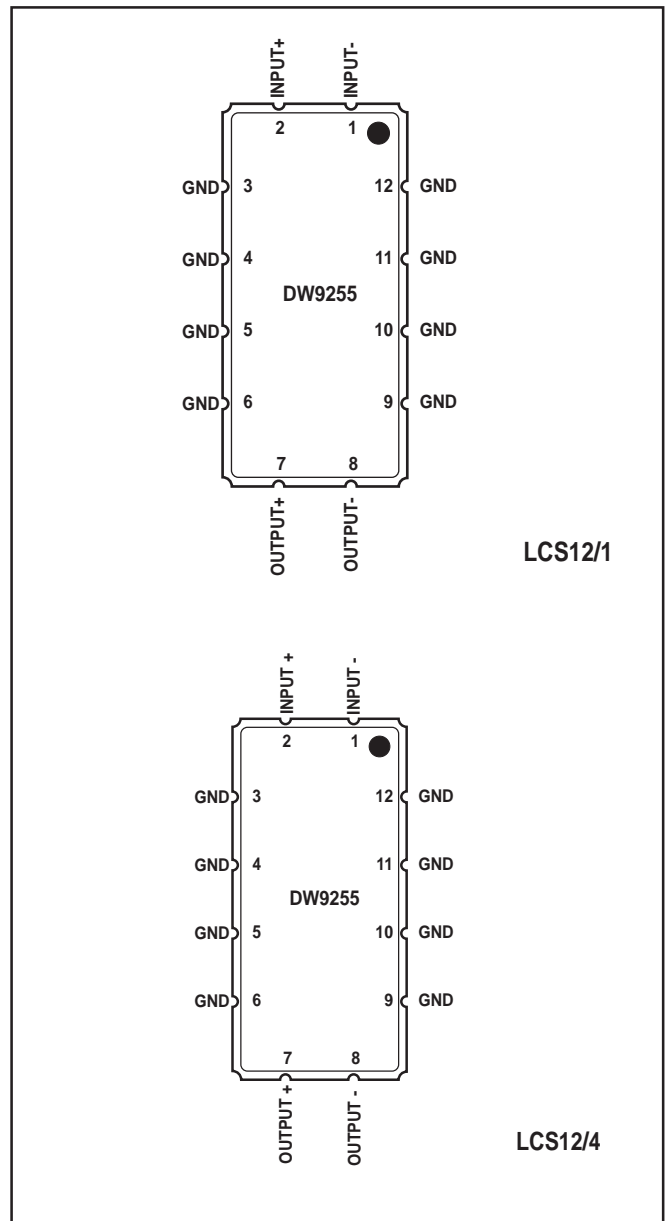 INPUT+ INPUT-
2 1
GND 3 12 GND
GND 4 11 GND
DW9255
GND 5 10 GND
GND 6 9 GND
7 8
OUTPUT+ OUTPUT-
LCS12/1
INPUT + INPUT -
2 1
GND 3 12 GND
GND 4 11 GND
DW9255
GND 5 10 GND
GND 6 9 GND
7 8
OUTPUT + OUTPUT -
LCS12/4